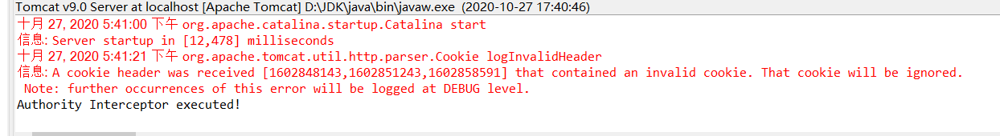 Tomcat v9.0 Server at localhost [Apache Tomcat] D:\JDK\java\bin\javaw.exe (2020-10-27 17:40:46)
十月 27, 2020 5:41:00 下午 org.apache.catalina.startup.Catalina start
信息: Server startup in [12,478] milliseconds
十月 27, 2020 5:41:21 下午 org.apache.tomcat.util.http.parser.Cookie logInvalidHeader
信息: A cookie header was received [1602848143,1602851243,1602858591] that contained an invalid cookie. That cookie will be ignored.
Note: further occurrences of this error will be logged at DEBUG level.
Authority Interceptor executed!